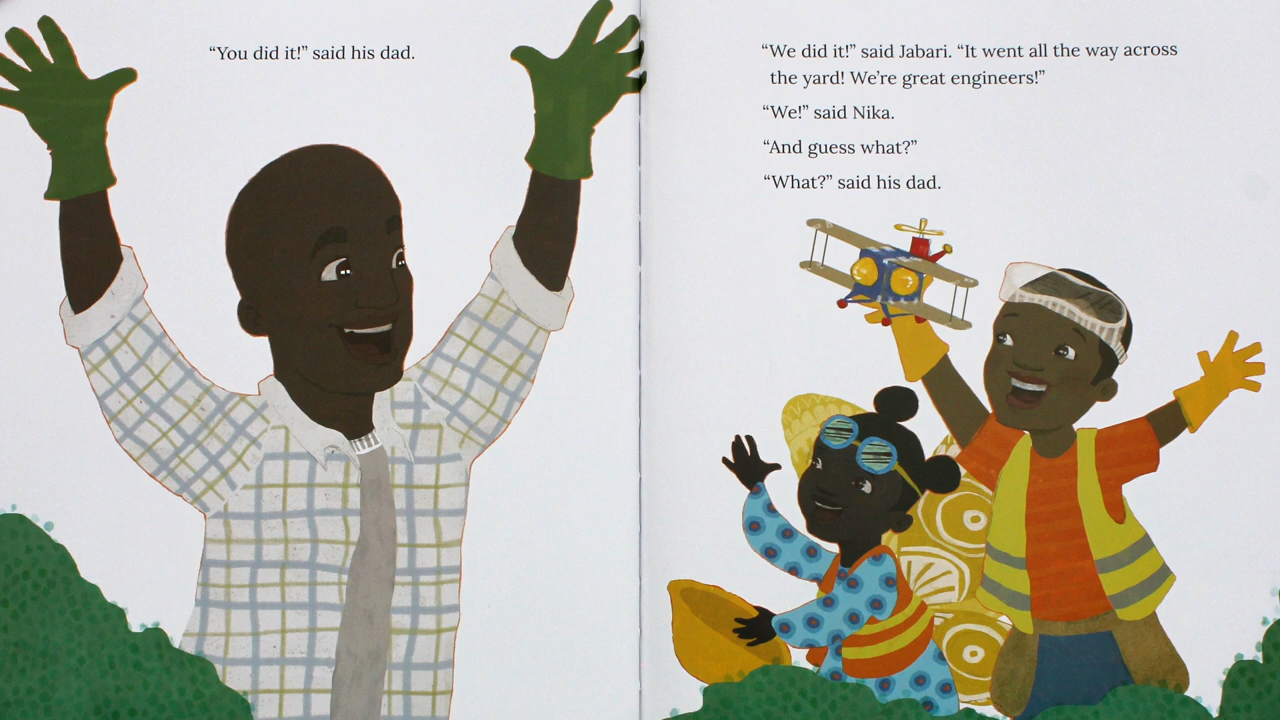 “You did it!” said his dad.
“We did it!” said Jabari. “It went all the way across
the yard! We’re great engineers!”
“We!” said Nika.
“And guess what?”
“What?” said his dad.